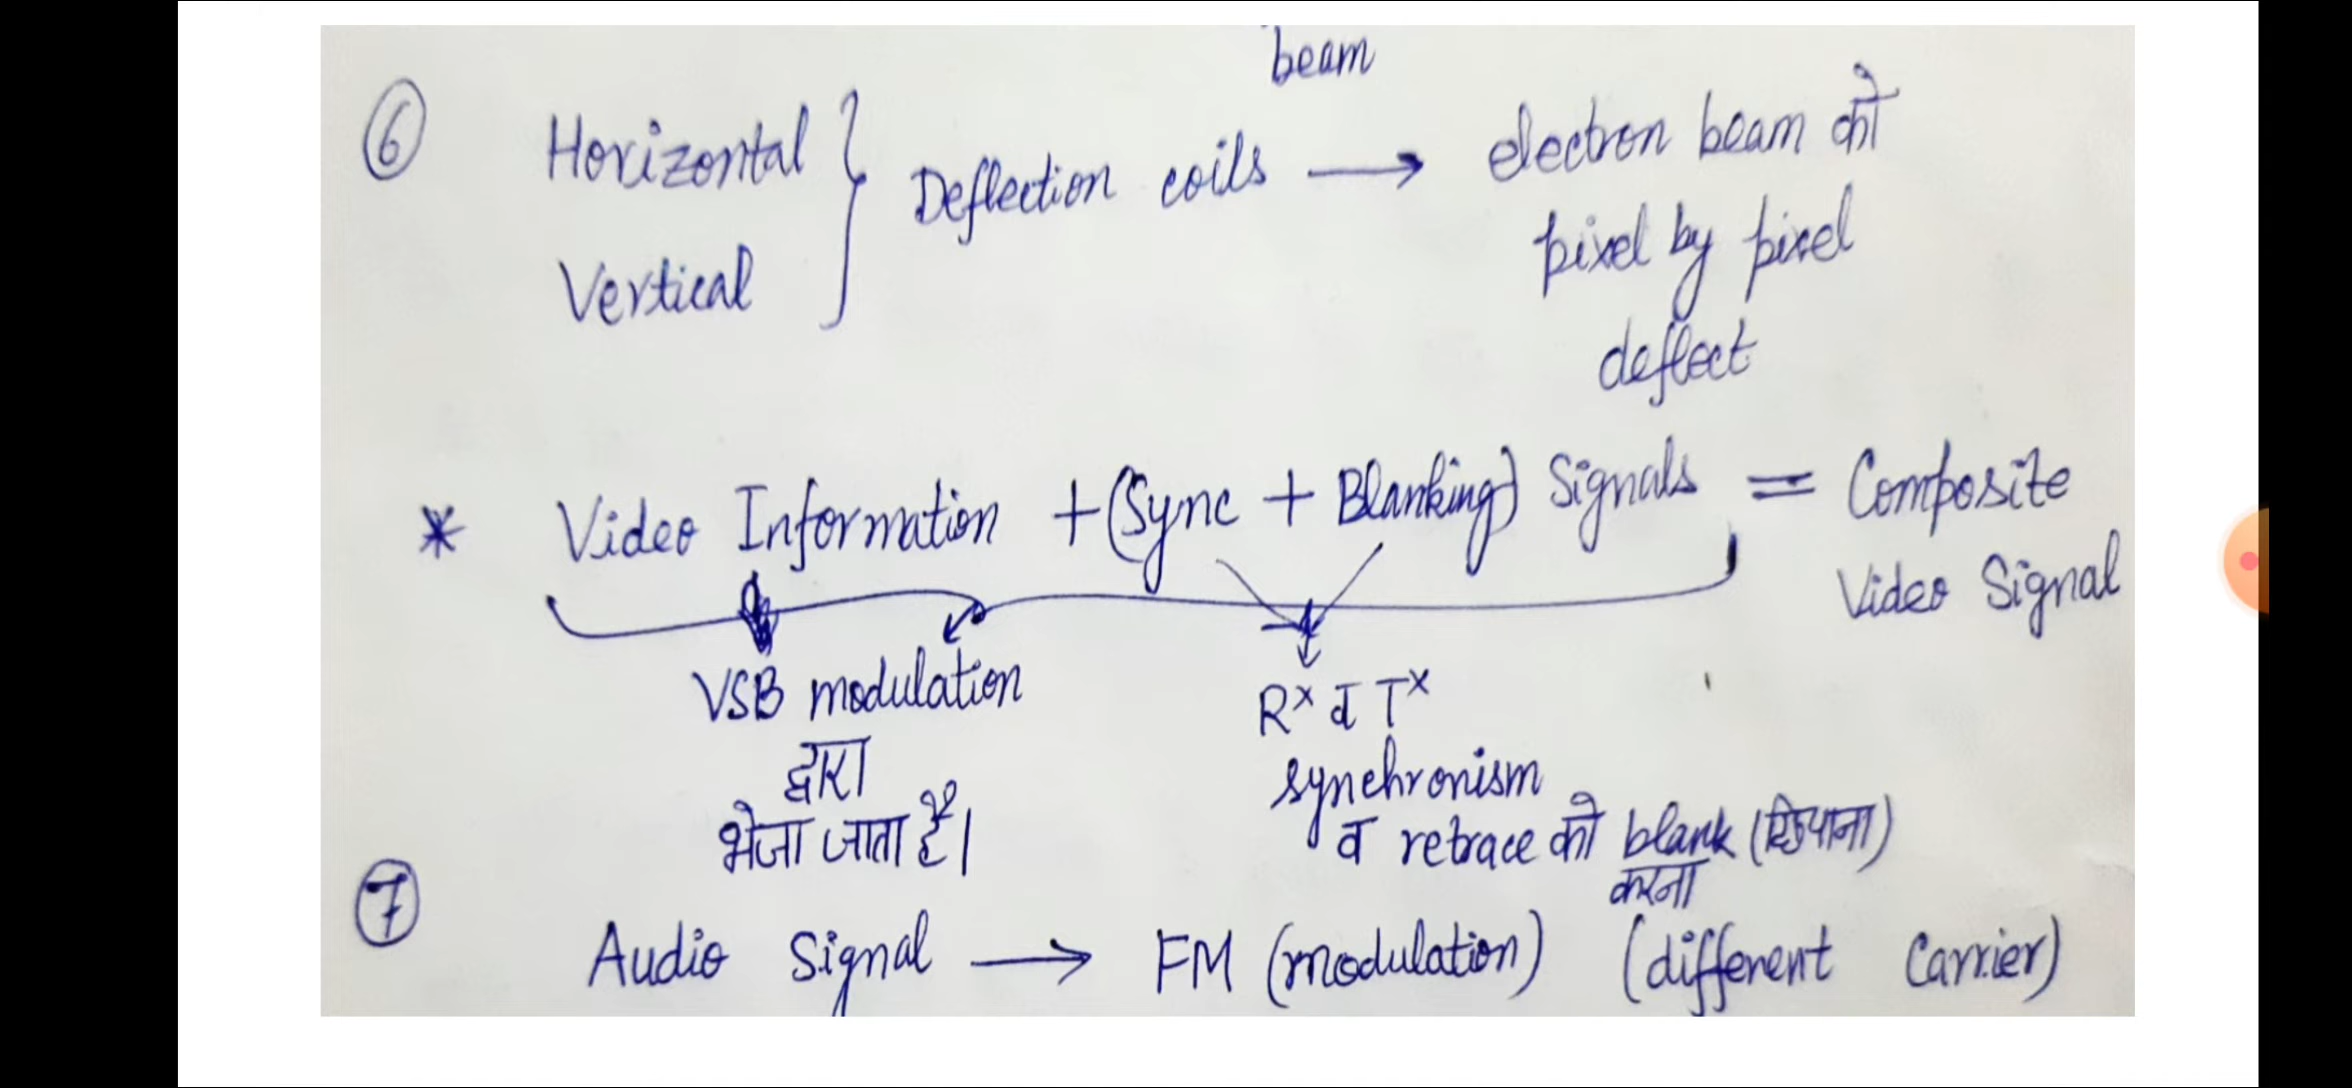 beam
⑥ Horizontal } Deflection coils → electron beam को
Vertical
pixel by pixel
deflect
* Video Information + (Sync + Blanking) Signals = Composite
Video Signal
VSB modulation
द्वारा
भेजा जाता है।
Rˣ व Tˣ
synchronism
व retrace को blank (छिपाना)
करना
⑦ Audio Signal → FM (modulation) (different Carrier)